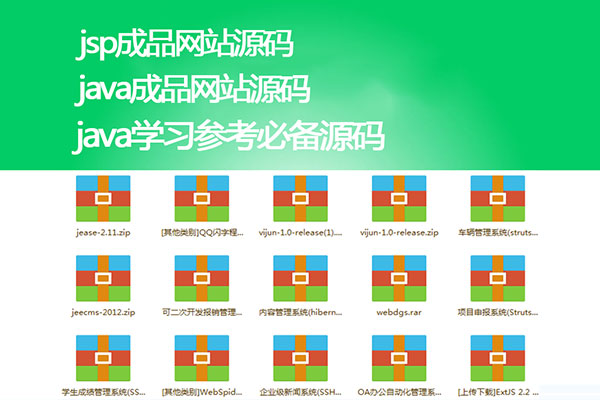 jsp成品网站源码
java成品网站源码
java学习参考必备源码
jease-2.11.zip
[其他类别]QQ闪字程...
vijun-1.0-release(1)....
vijun-1.0-release.zip
车辆管理系统(struts...
jeecms-2012.zip
可二次开发报销管理...
内容管理系统(hibern...
webdgs.rar
项目申报系统(Struts...
学生成绩管理系统(SS...
[其他类别]WebSpid...
企业级新闻系统(SSH...
OA办公自动化管理系...
[上传下载]ExtJS 2.2 ...